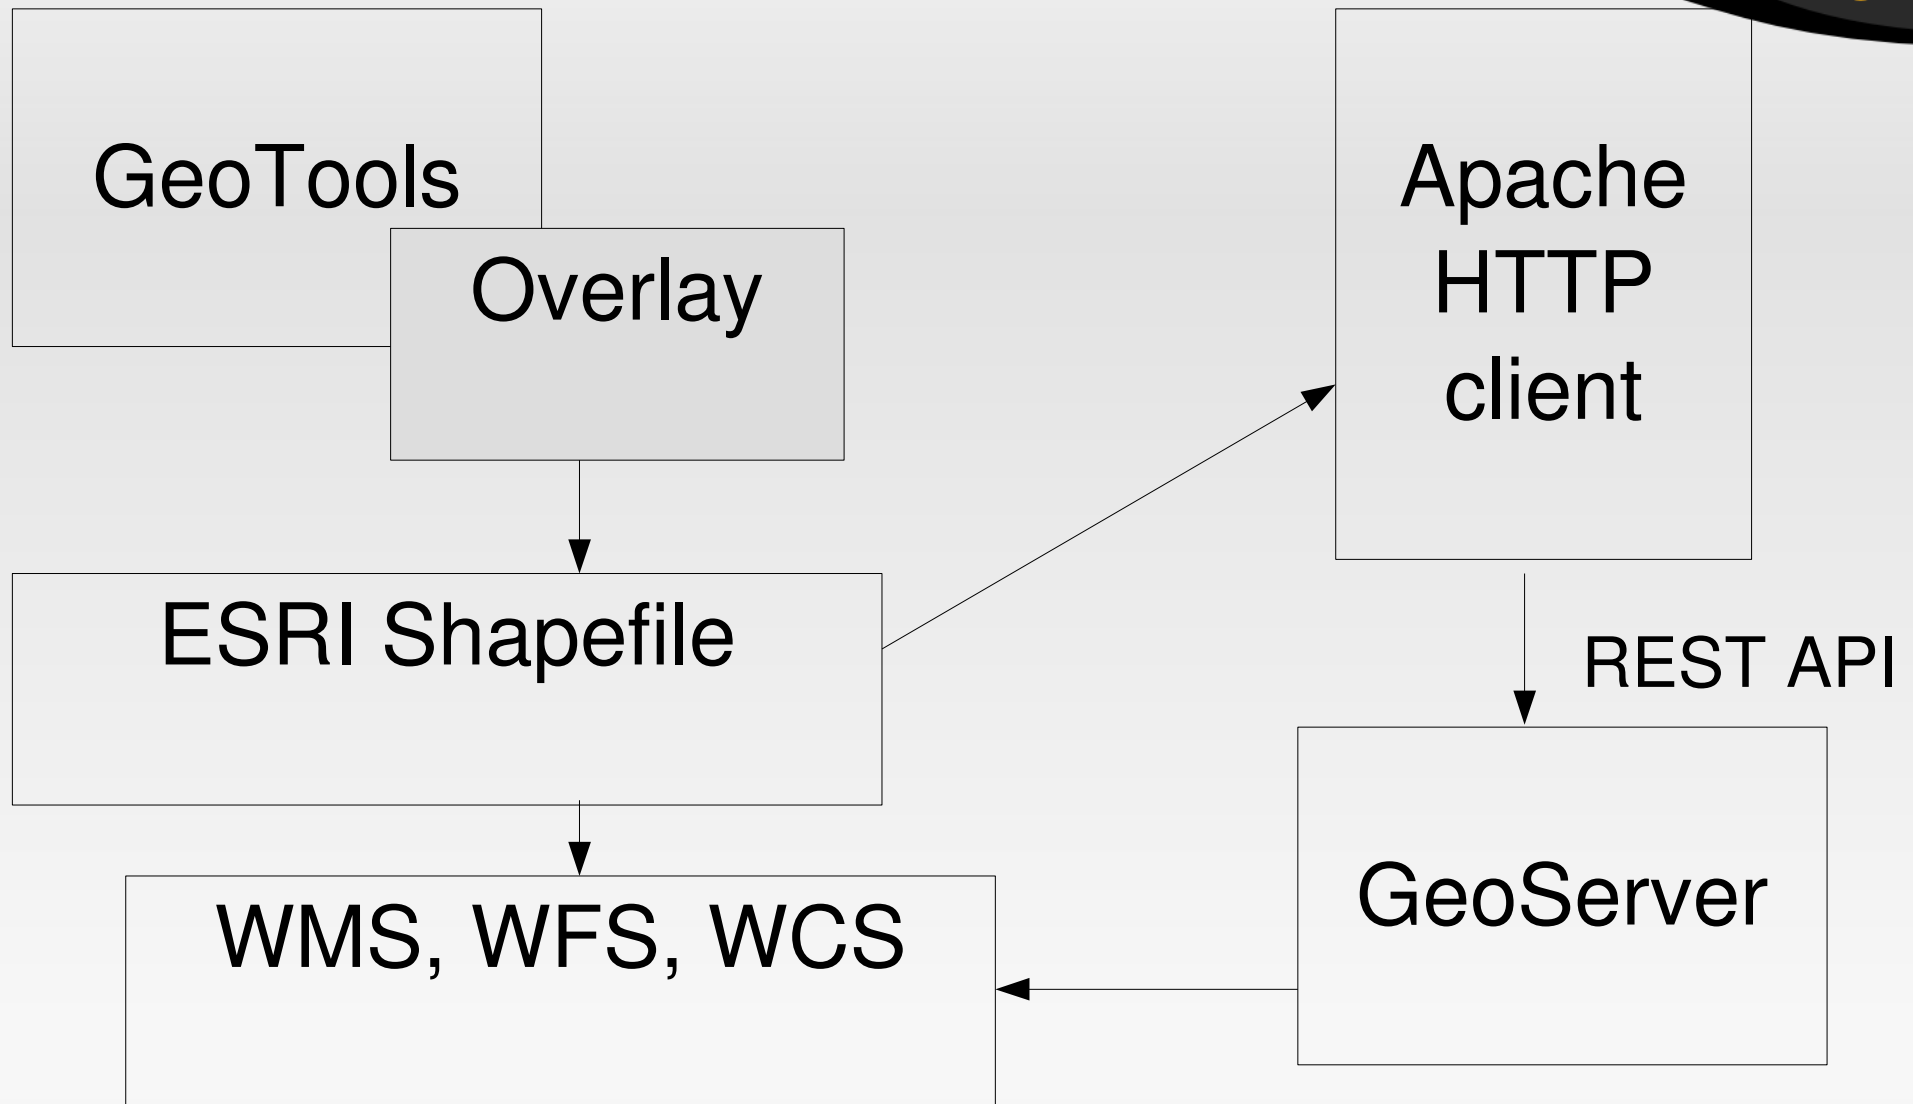 GeoTools
Overlay
Apache
HTTP
client
ESRI Shapefile
REST API
WMS, WFS, WCS
GeoServer